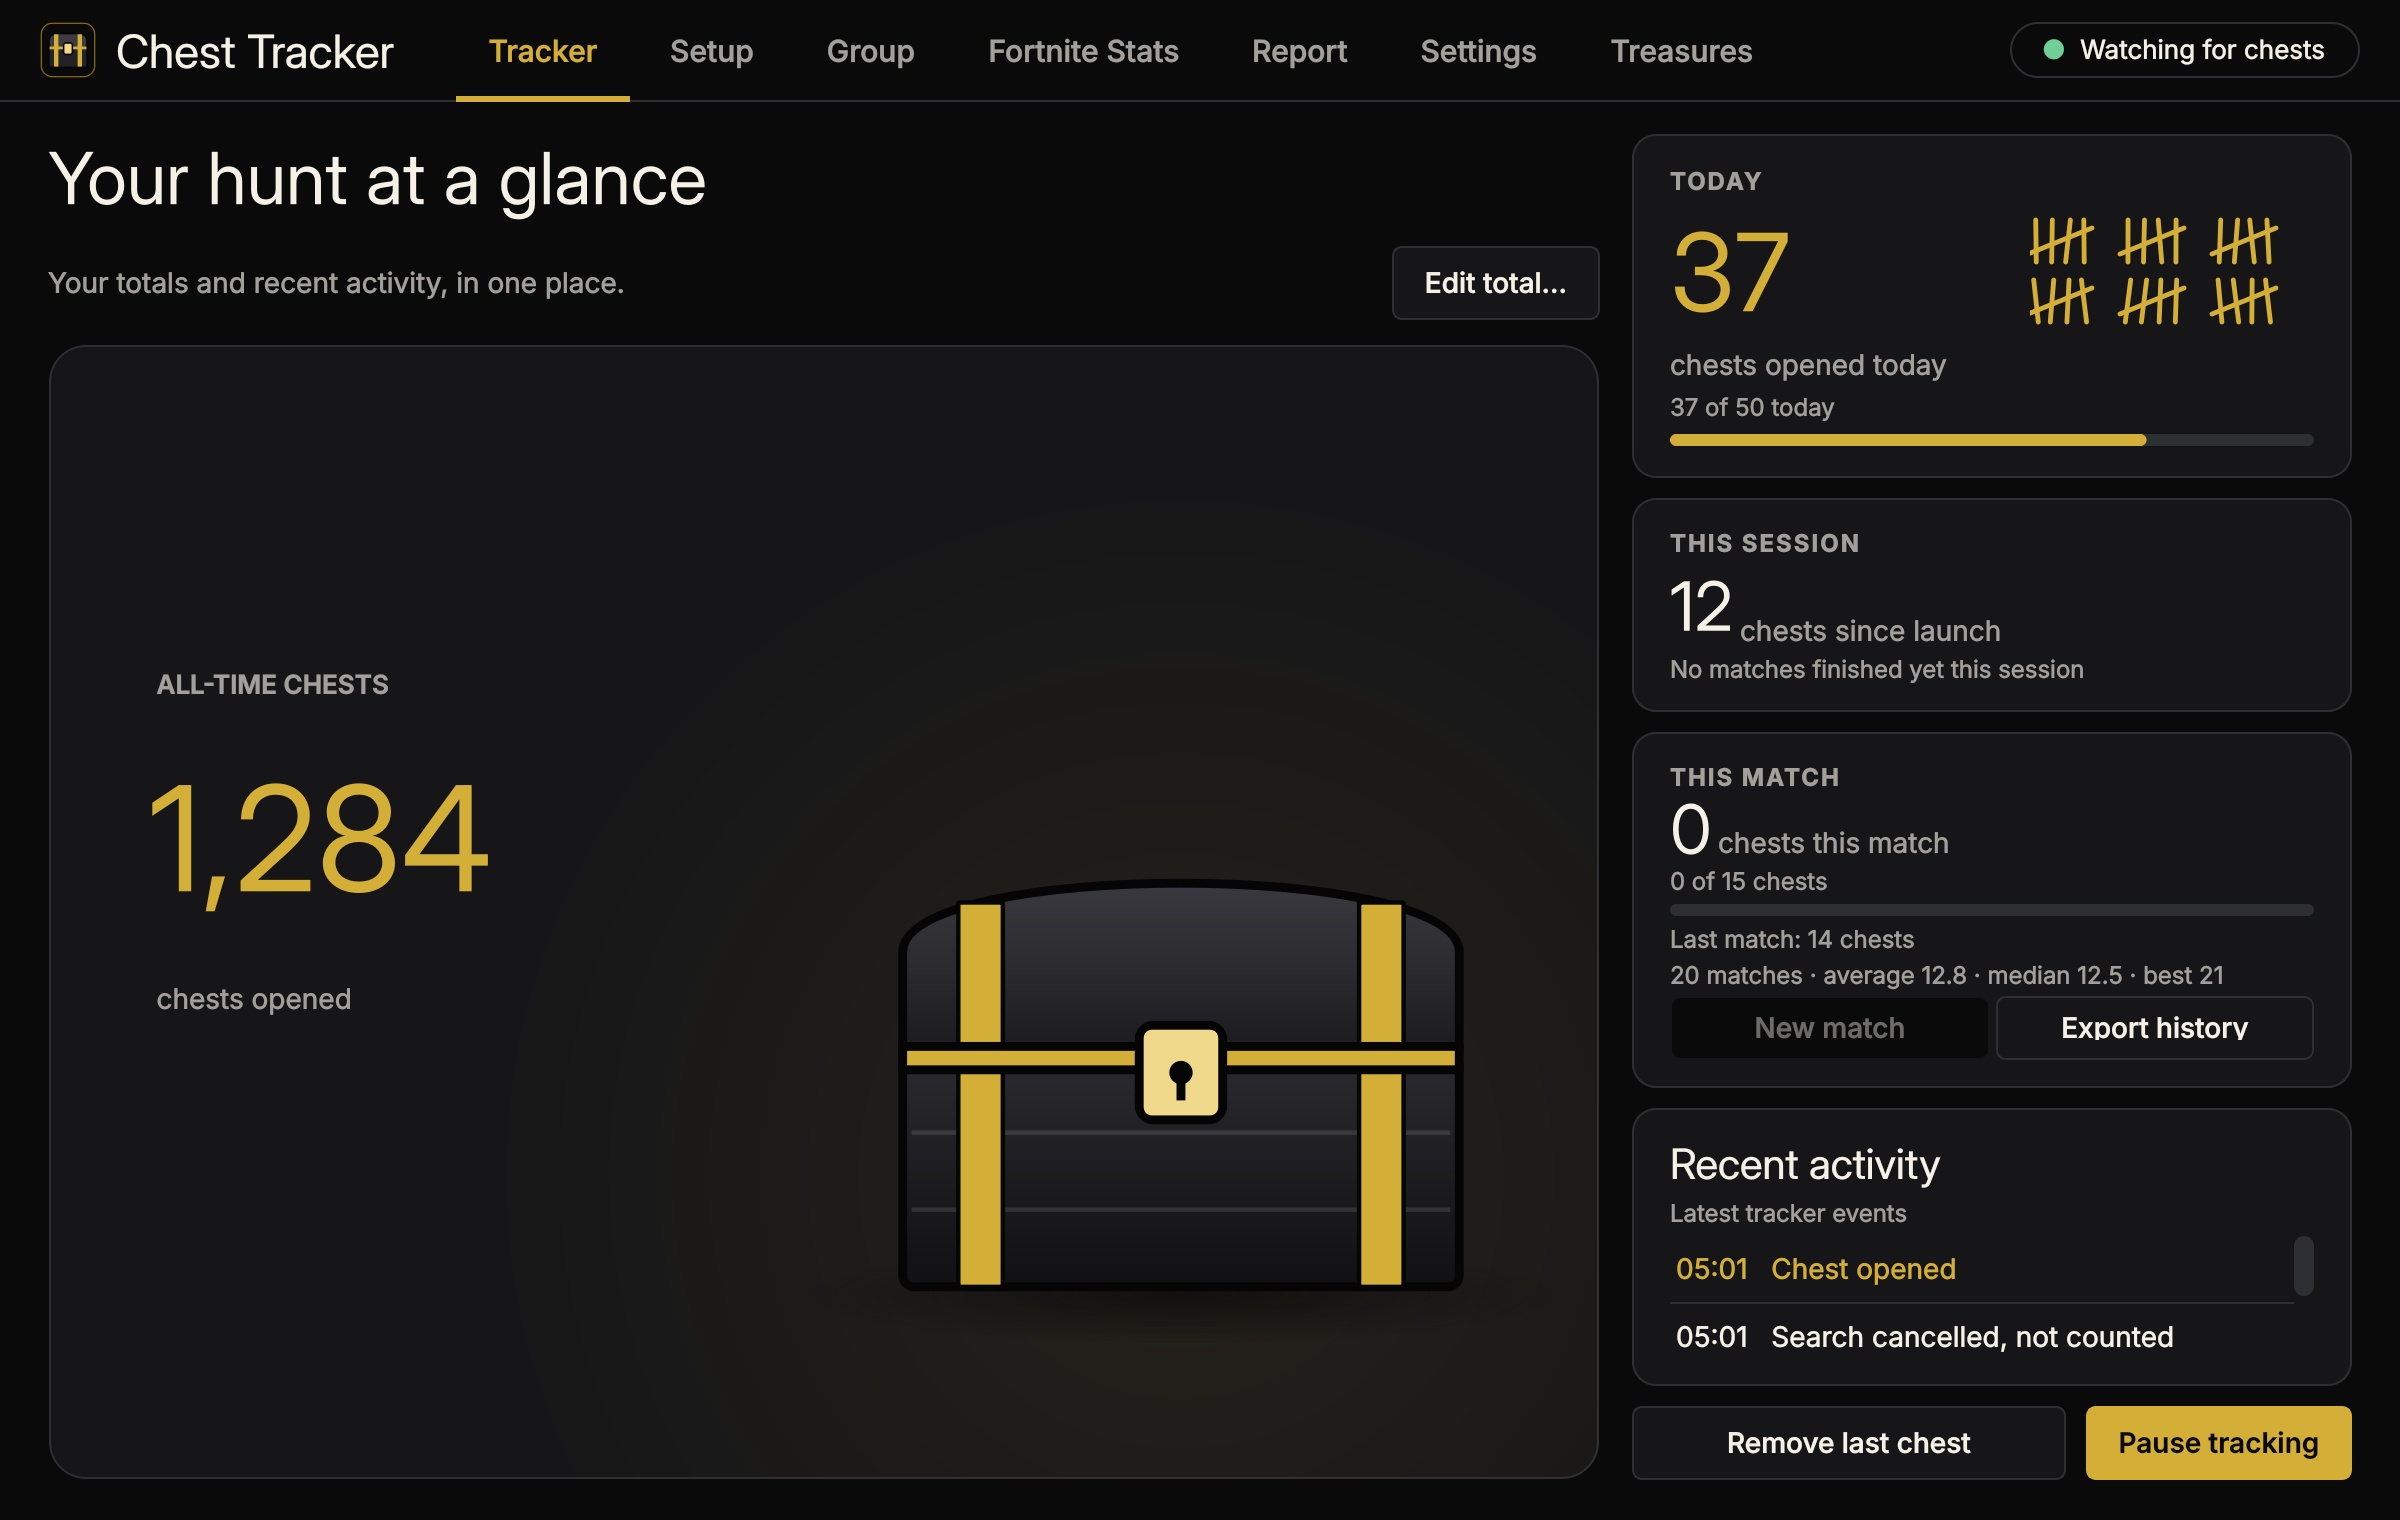 Chest Tracker
Tracker
Setup
Group
Fortnite Stats
Report
Settings
Treasures
Watching for chests
Your hunt at a glance
Your totals and recent activity, in one place.
Edit total...
ALL-TIME CHESTS
1,284
chests opened
TODAY
37
chests opened today
37 of 50 today
THIS SESSION
12 chests since launch
No matches finished yet this session
THIS MATCH
0 chests this match
0 of 15 chests
Last match: 14 chests
20 matches · average 12.8 · median 12.5 · best 21
New match
Export history
Recent activity
Latest tracker events
05:01 Chest opened
05:01 Search cancelled, not counted
Remove last chest
Pause tracking